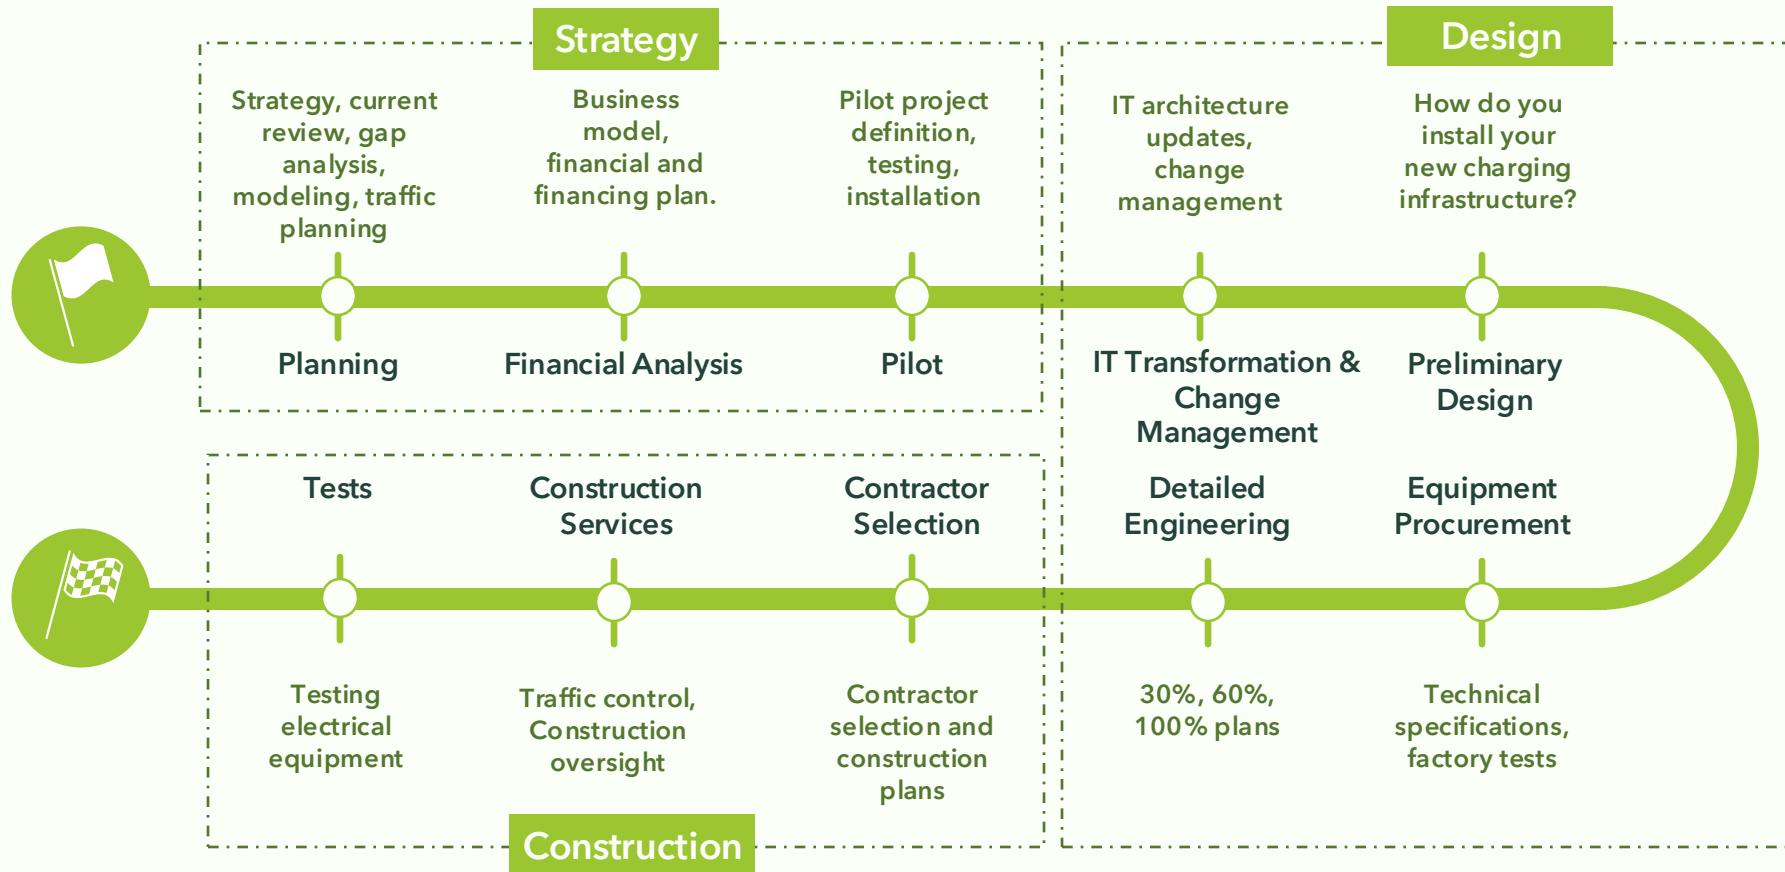 Strategy
Design
Strategy, current
review, gap
analysis,
modeling, traffic
planning
Business
model,
financial and
financing plan.
Pilot project
definition,
testing,
installation
IT architecture
updates,
change
management
How do you
install your
new charging
infrastructure?
Planning
Financial Analysis
Pilot
IT Transformation &
Change
Management
Preliminary
Design
Tests
Construction
Services
Contractor
Selection
Detailed
Engineering
Equipment
Procurement
Testing
electrical
equipment
Traffic control,
Construction
oversight
Contractor
selection and
construction
plans
30%, 60%,
100% plans
Technical
specifications,
factory tests
Construction